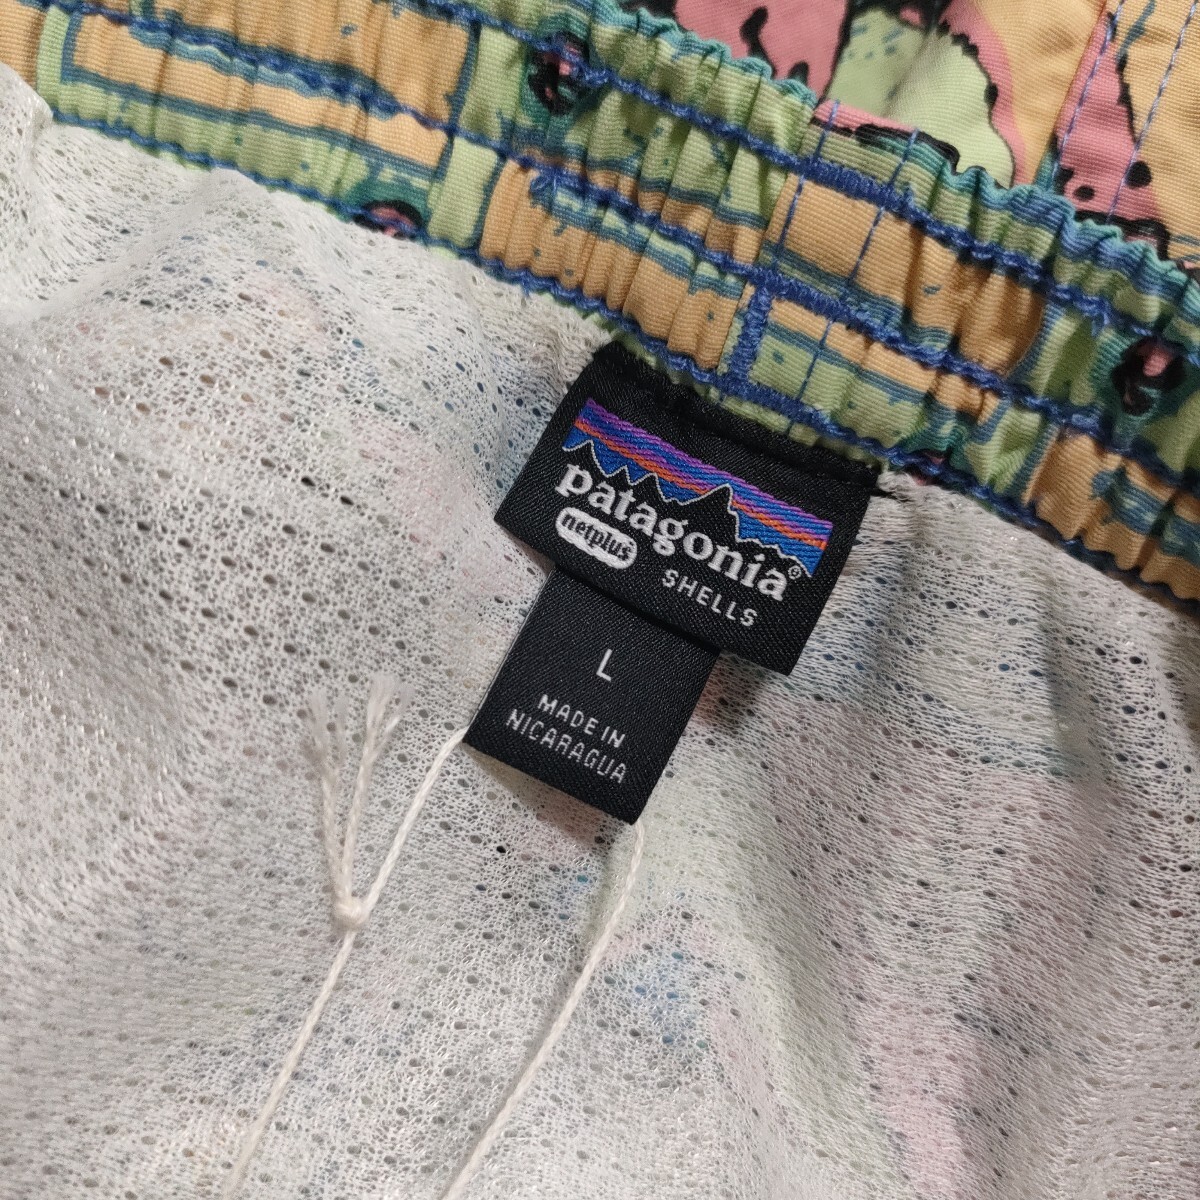 patagonia®
netplus
SHELLS
L
MADE IN
NICARAGUA